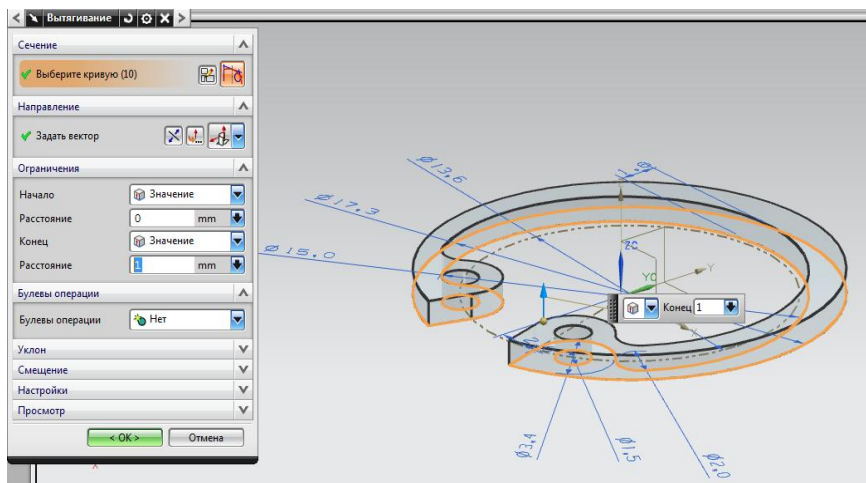 Вытягивание
Сечение
Выберите кривую (10)
Направление
Задать вектор
Ограничения
Начало Значение
Расстояние 0 mm
Конец Значение
Расстояние 1 mm
Булевы операции
Булевы операции Нет
Уклон
Смещение
Настройки
Просмотр
< OK > Отмена
Ø13.6
Ø17.3
Ø15.0
ZC
YC
Y
Конец 1
Ø3.4
Ø1.5
Ø2.0
X